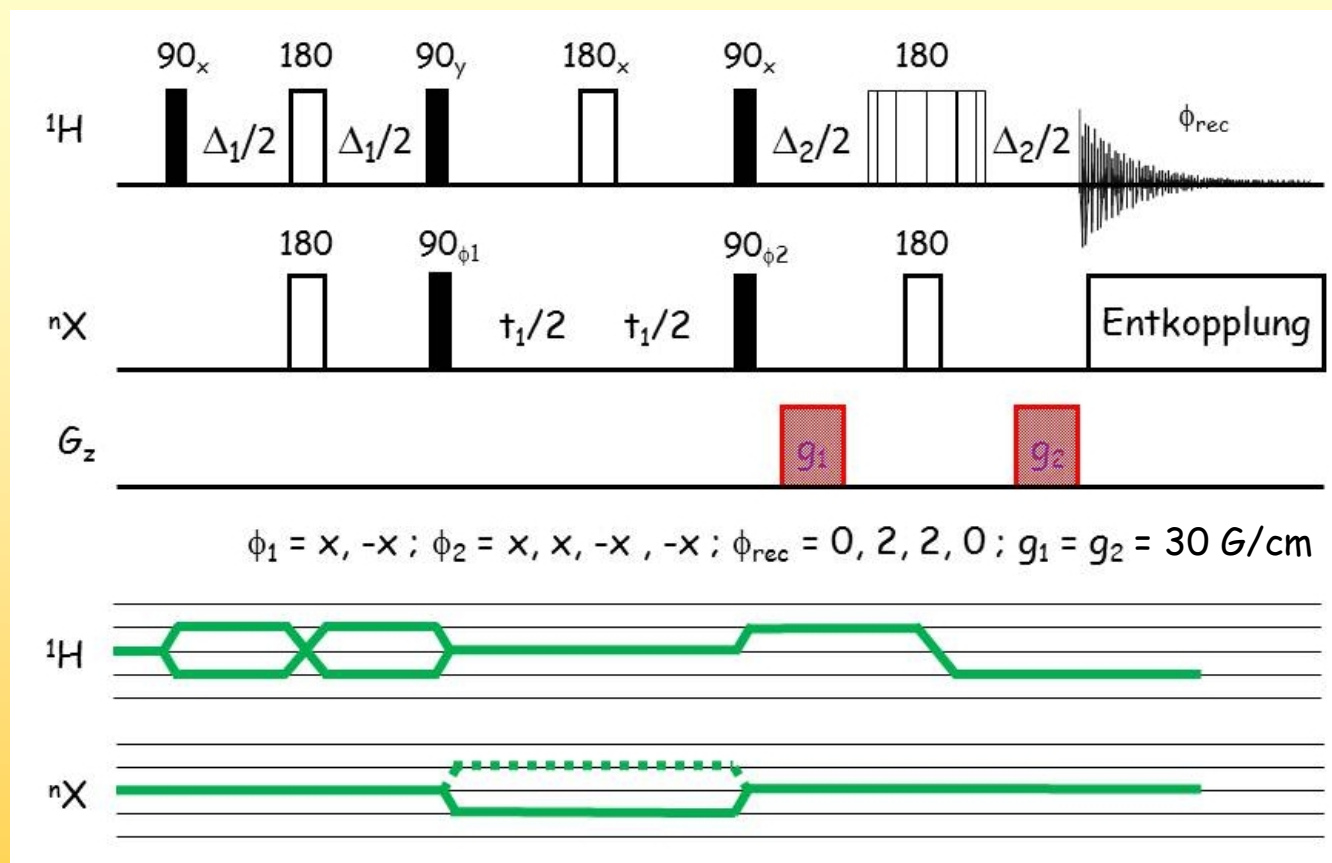 90x 180 90y 180x 90x 180
¹H Δ₁/2 Δ₁/2 Δ₂/2 Δ₂/2 ϕrec
180 90ϕ1 90ϕ2 180
ⁿX t₁/2 t₁/2 Entkopplung
Gz g₁ g₂
ϕ₁ = x, -x ; ϕ₂ = x, x, -x , -x ; ϕrec = 0, 2, 2, 0 ; g₁ = g₂ = 30 G/cm
¹H
ⁿX